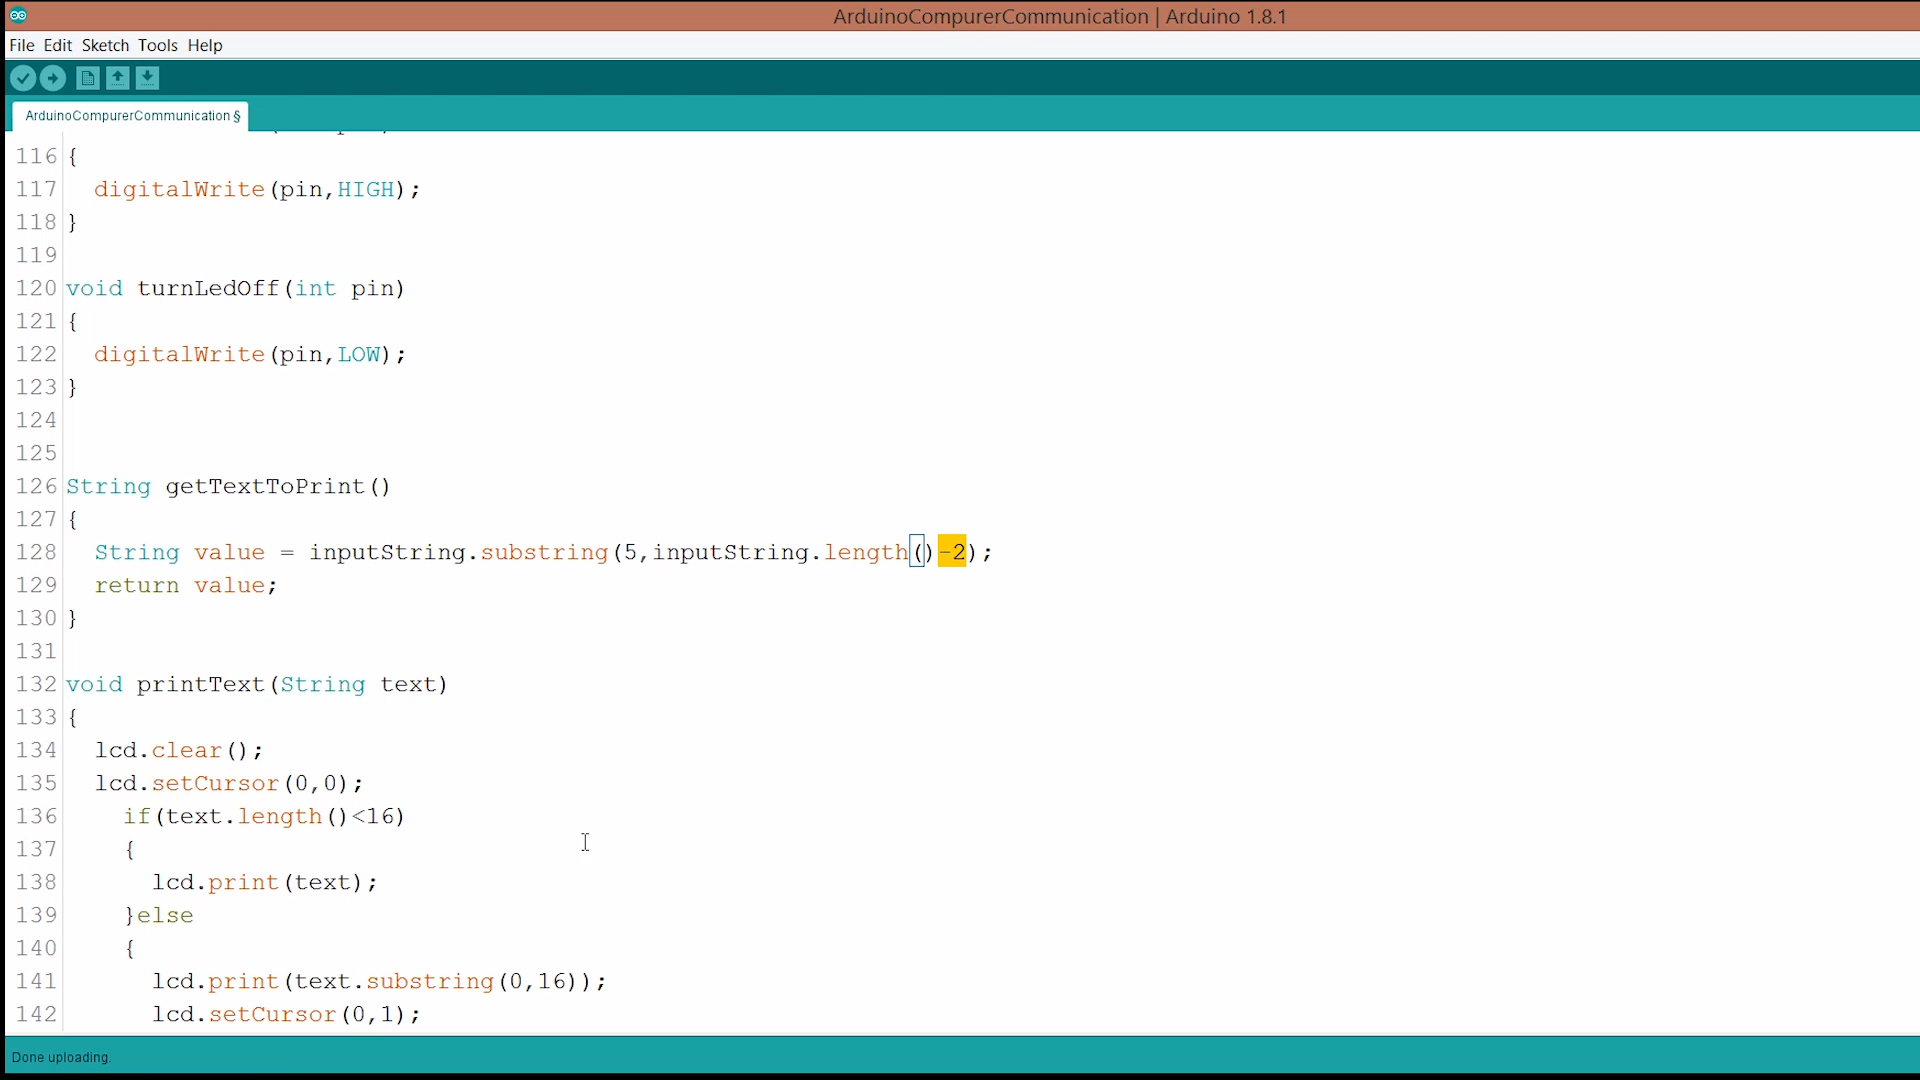 ArduinoCompurerCommunication | Arduino 1.8.1
File Edit Sketch Tools Help
ArduinoCompurerCommunication §
116 {
117 digitalWrite(pin,HIGH);
118 }
119
120 void turnLedOff(int pin)
121 {
122 digitalWrite(pin,LOW);
123 }
124
125
126 String getTextToPrint()
127 {
128 String value = inputString.substring(5,inputString.length()-2);
129 return value;
130 }
131
132 void printText(String text)
133 {
134 lcd.clear();
135 lcd.setCursor(0,0);
136 if(text.length()<16)
137 {
138 lcd.print(text);
139 }else
140 {
141 lcd.print(text.substring(0,16));
142 lcd.setCursor(0,1);
Done uploading.